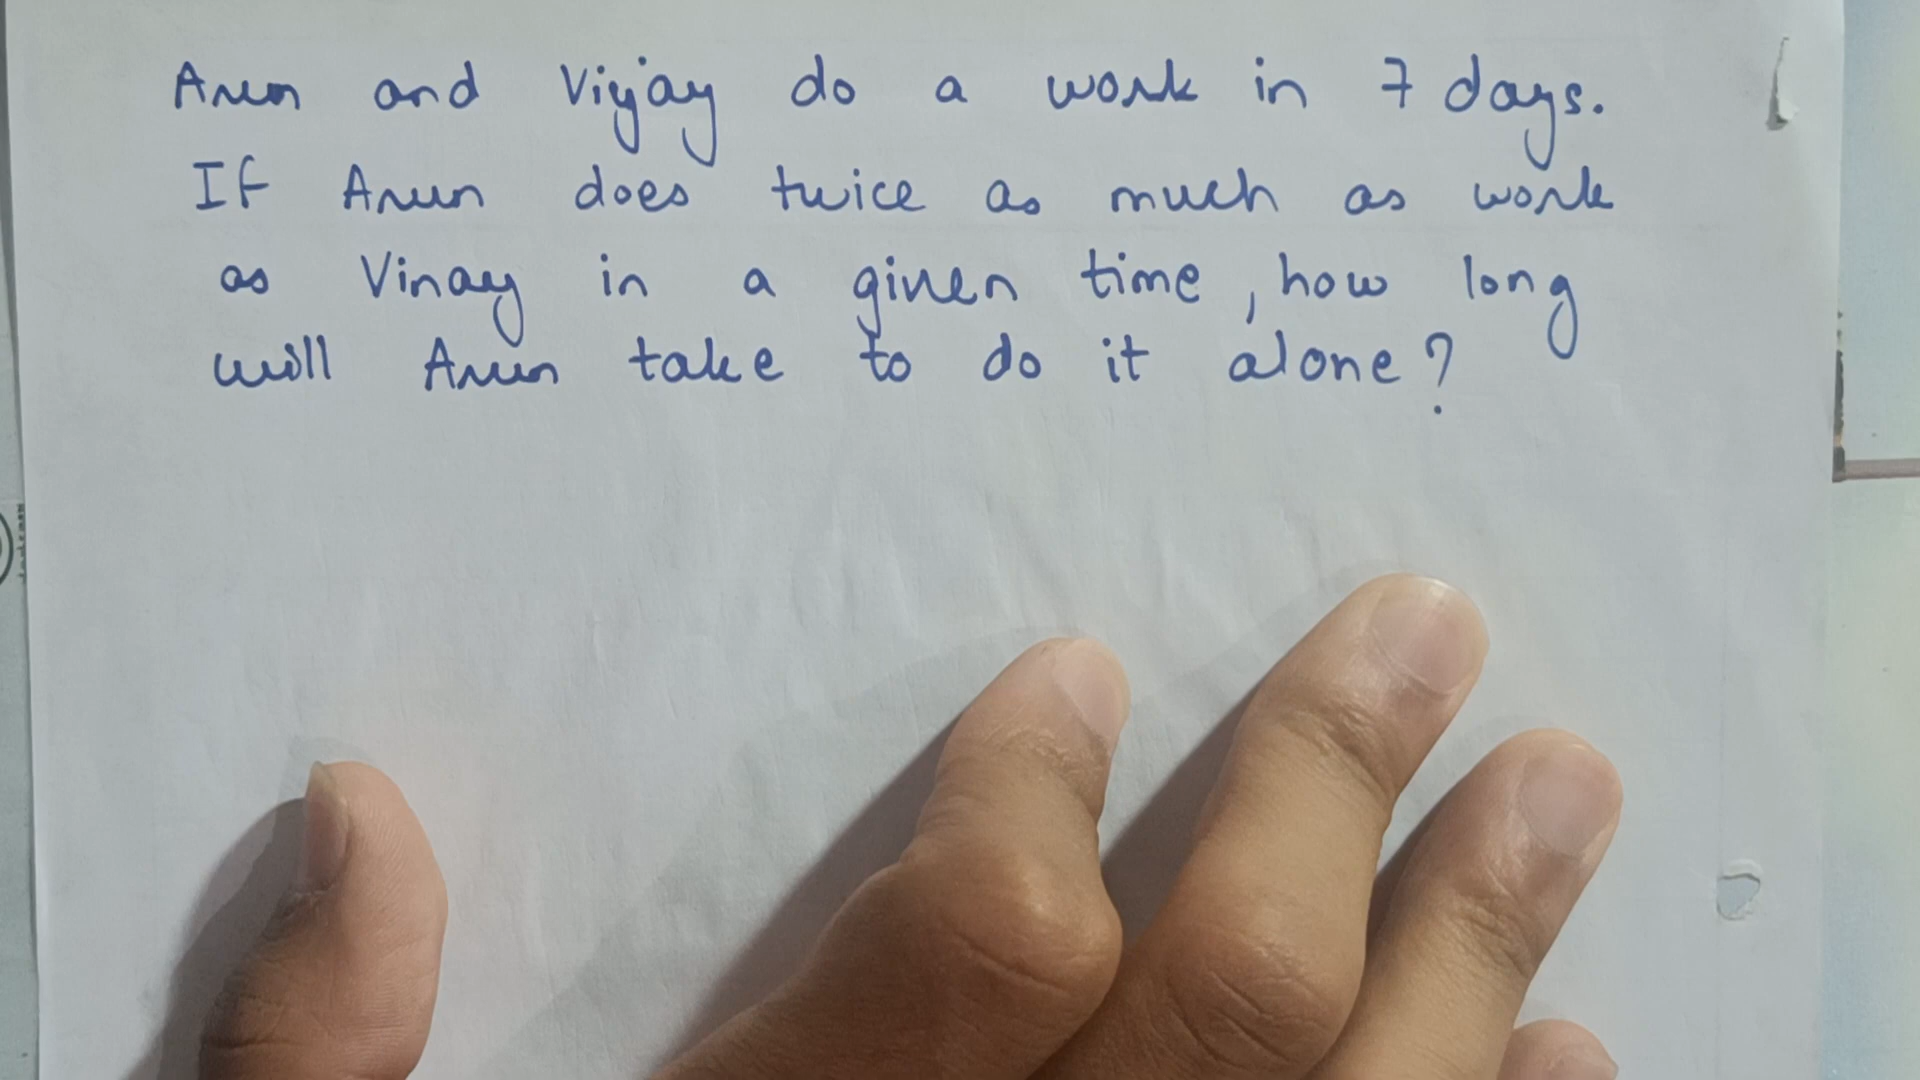 Arun and Vijay do a work in 7 days.
If Arun does twice as much as work
as Vinay in a given time, how long
will Arun take to do it alone?